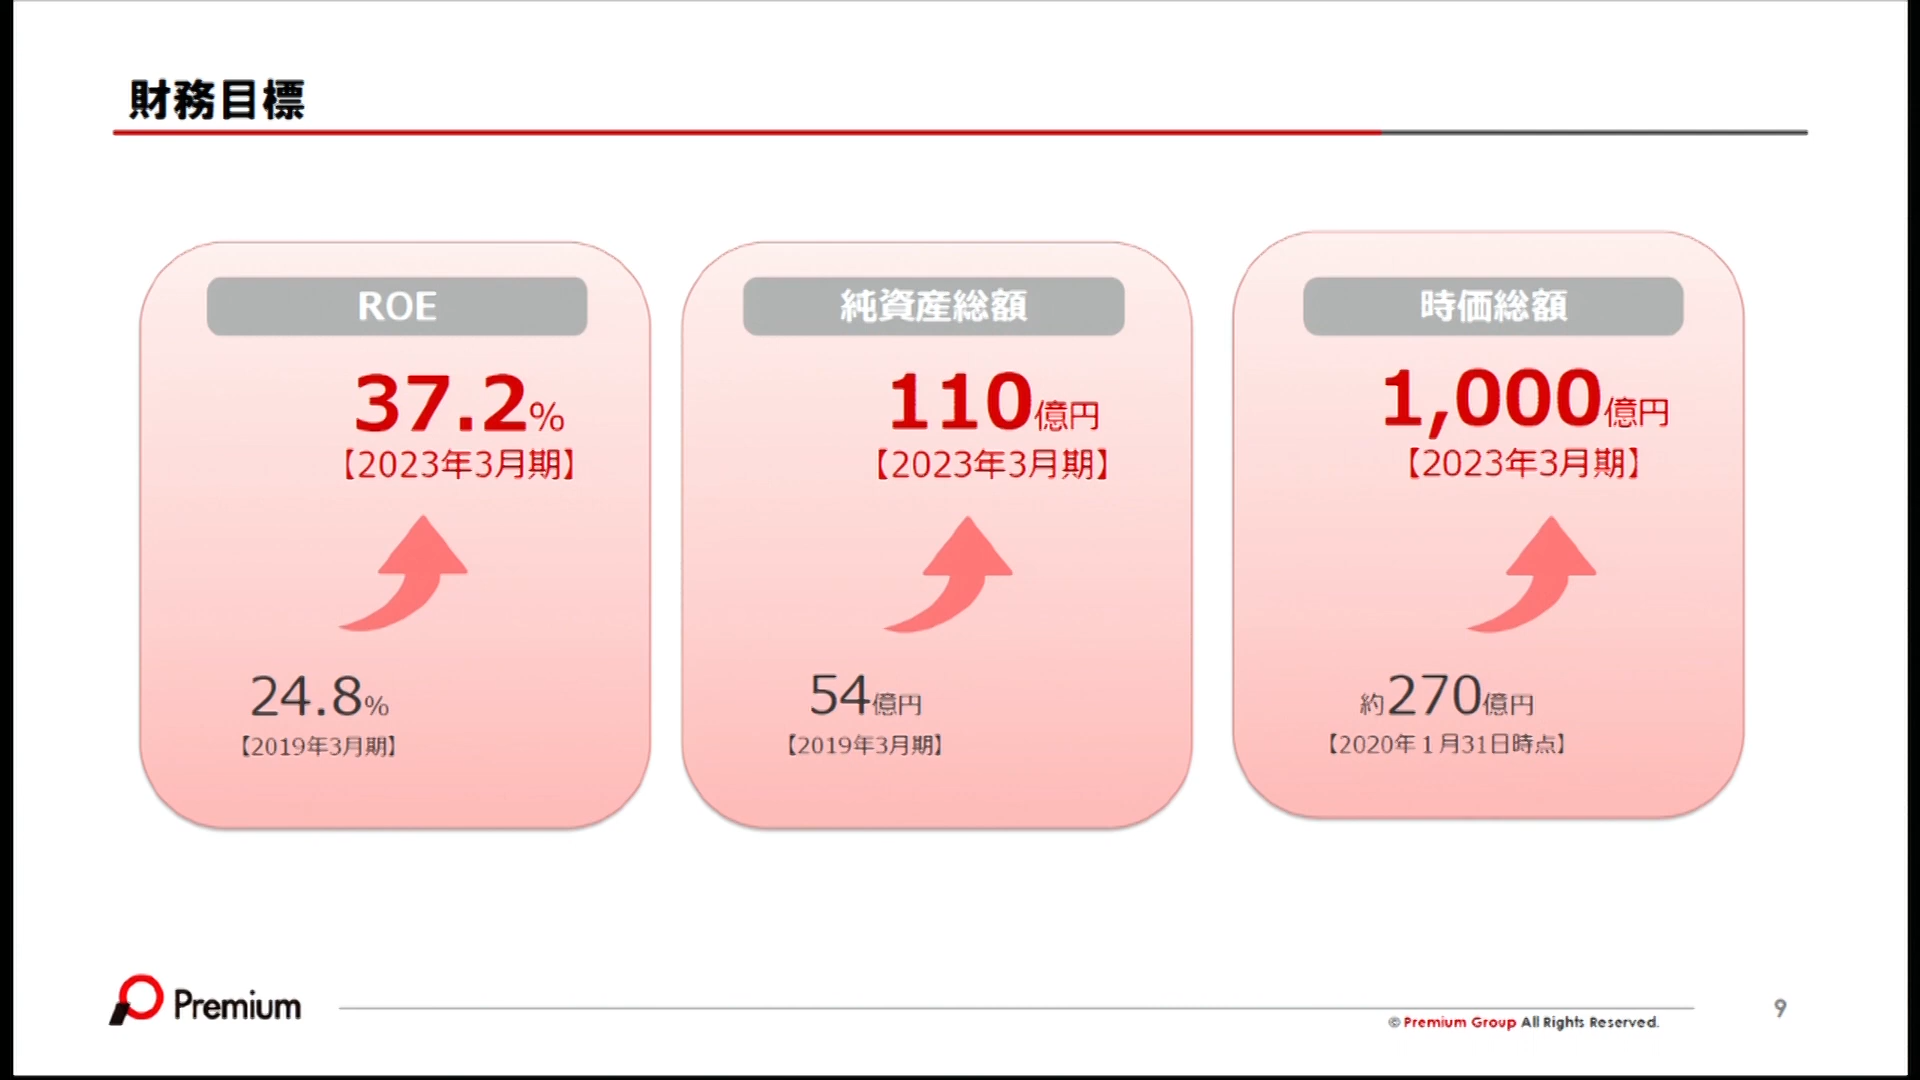 財務目標
ROE
37.2%
【2023年3月期】
24.8%
【2019年3月期】
純資産総額
110億円
【2023年3月期】
54億円
【2019年3月期】
時価総額
1,000億円
【2023年3月期】
約270億円
【2020年１月31日時点】
Premium
© Premium Group All Rights Reserved.
9